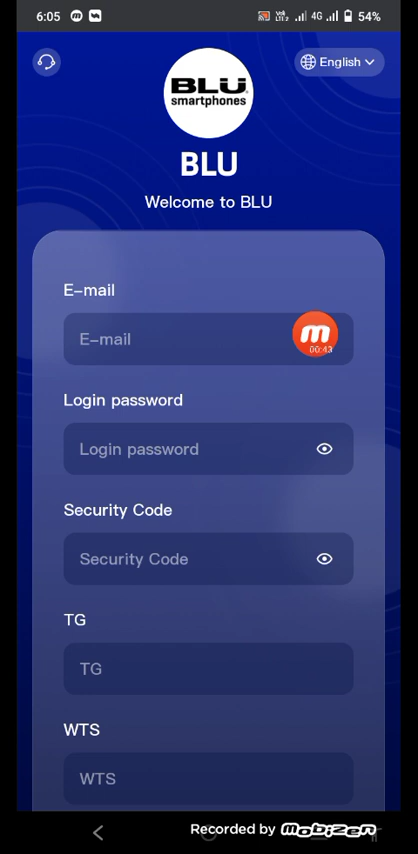 6:05
4G
54%
English
BLU
smartphones
BLU
Welcome to BLU
E-mail
E-mail
m
00:43
Login password
Login password
Security Code
Security Code
TG
TG
WTS
WTS
Recorded by mobizen